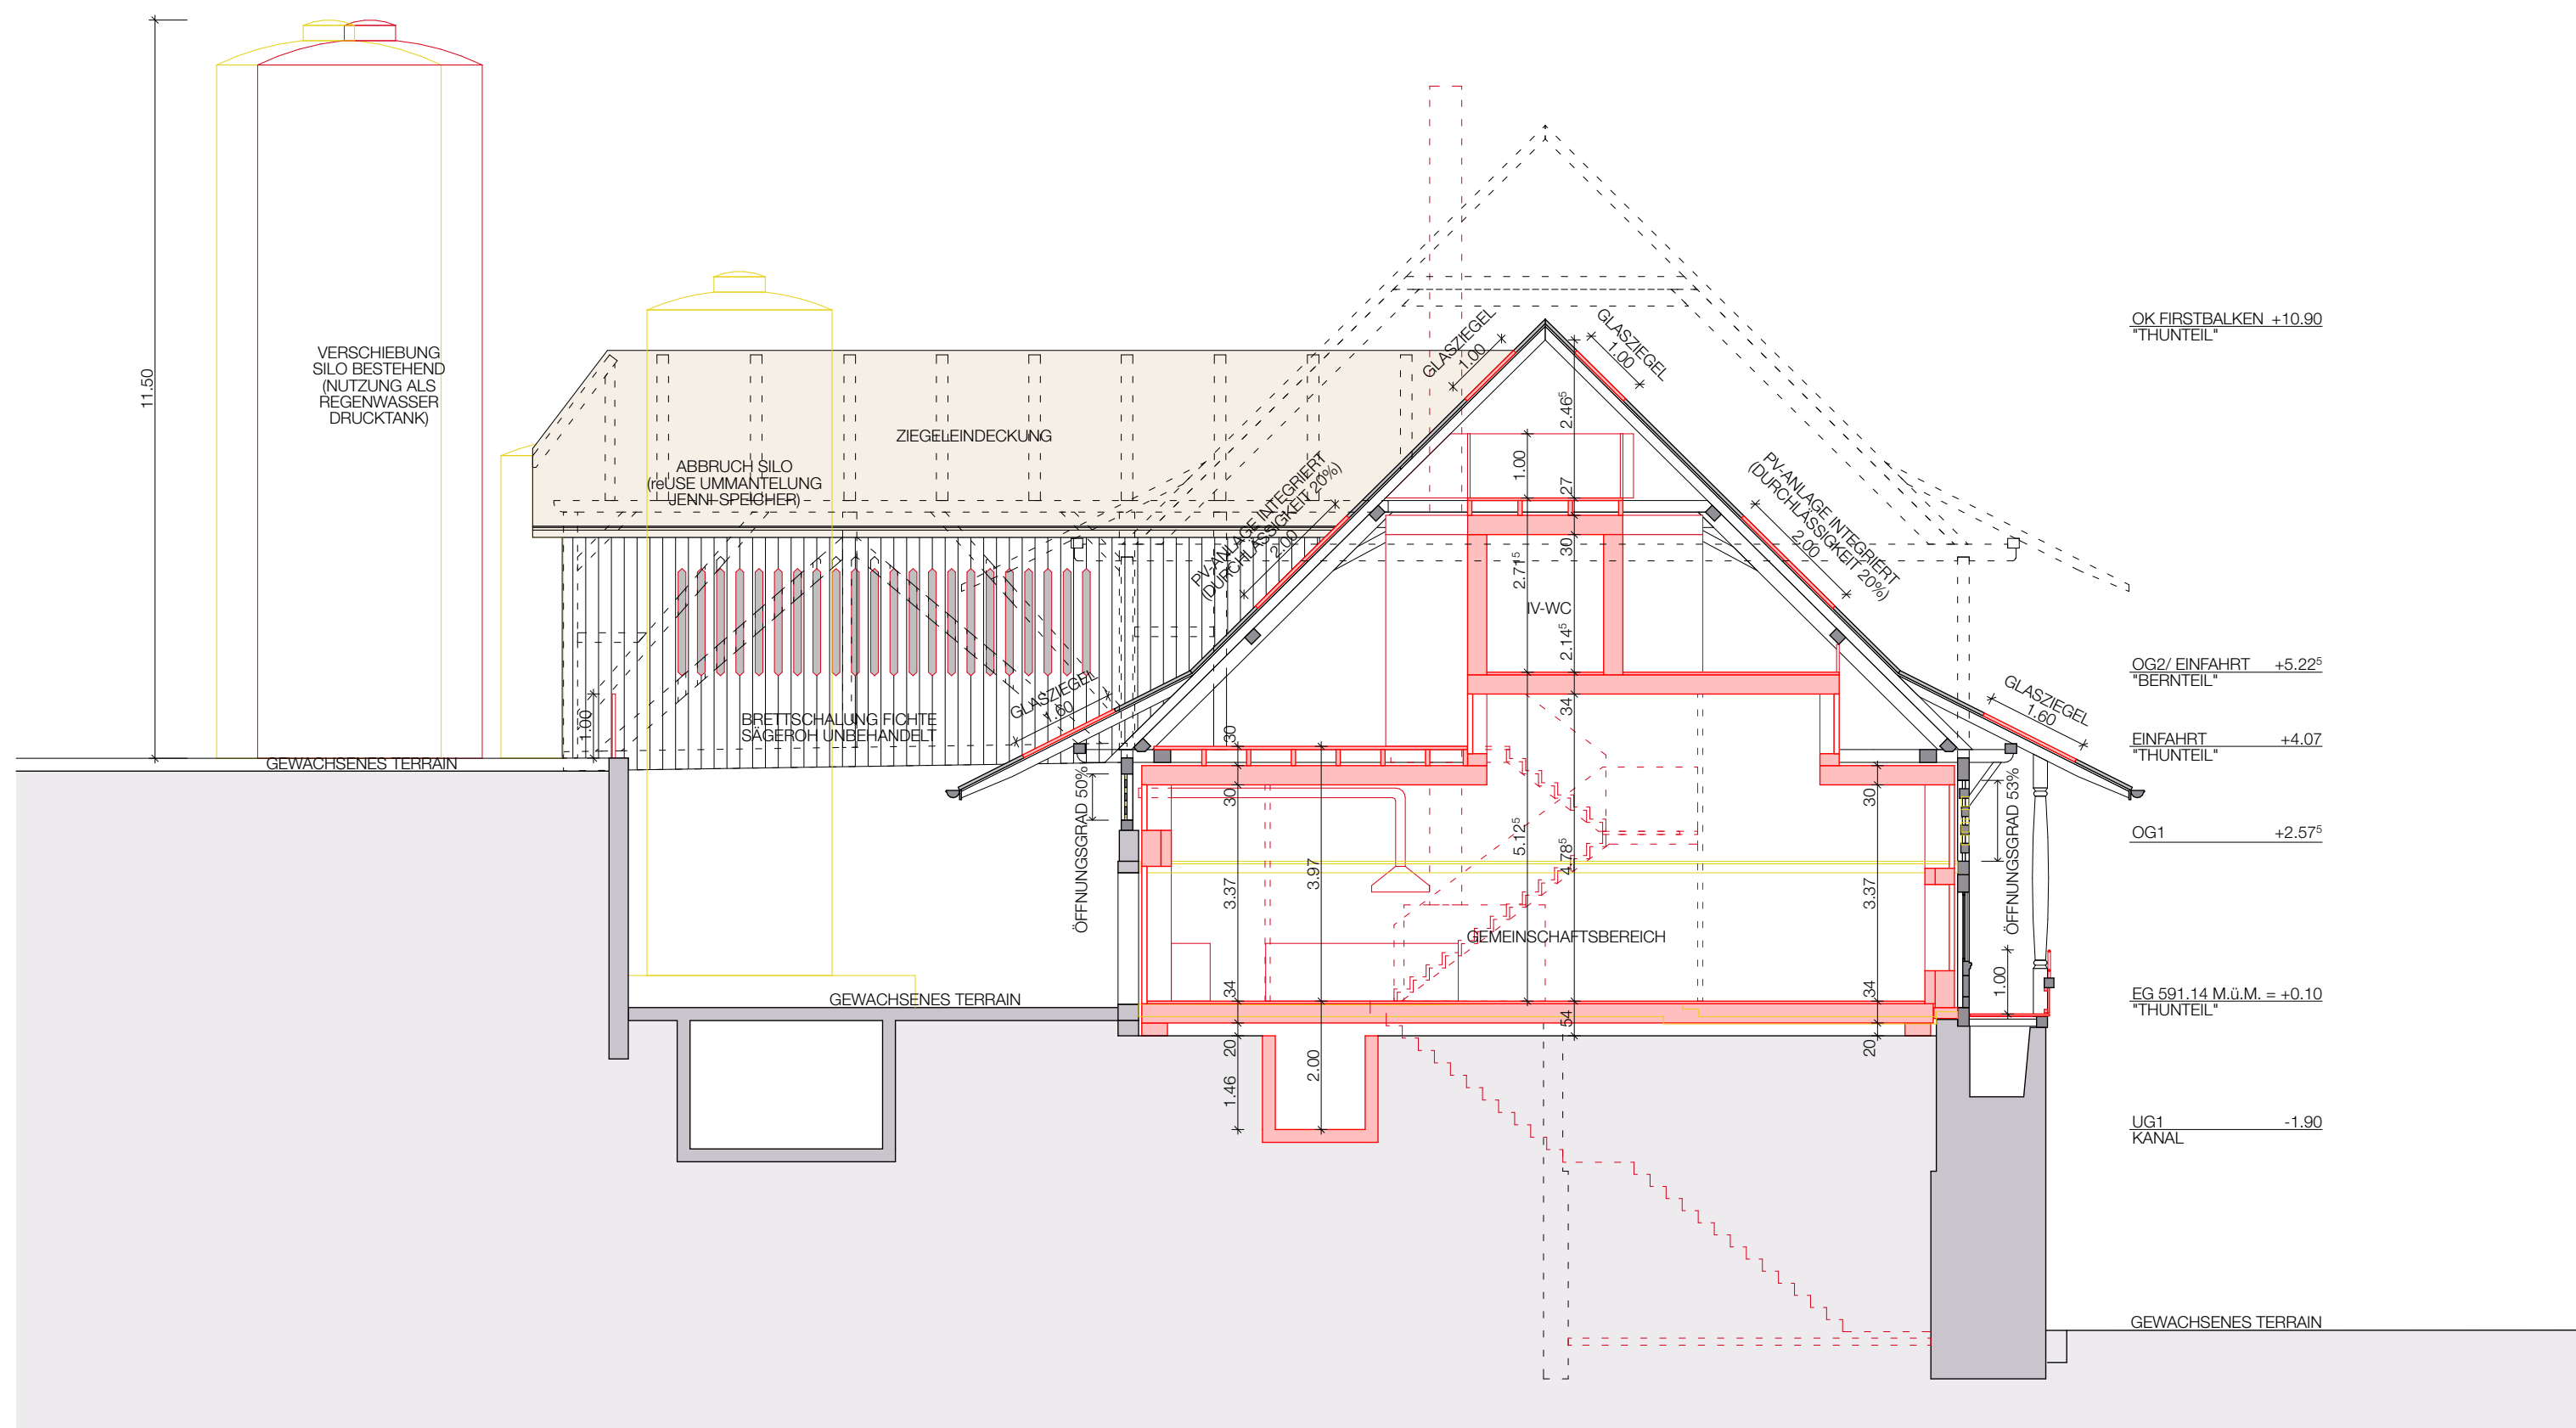 11.50
VERSCHIEBUNG
SILO BESTEHEND
(NUTZUNG ALS
REGENWASSER
DRUCKTANK)
GEWACHSENES TERRAIN
1.00
ZIEGELEINDECKUNG
ABBRUCH SILO
(reUSE UMMANTELUNG
JENNI-SPEICHER)
BRETTSCHALUNG FICHTE
SÄGEROH UNBEHANDELT
GEWACHSENES TERRAIN
GLASZIEGEL
1.60
PV-ANLAGE INTEGRIERT
(DURCHLÄSSIGKEIT 20%)
2.00
GLASZIEGEL
1.00
GLASZIEGEL
1.00
PV-ANLAGE INTEGRIERT
(DURCHLÄSSIGKEIT 20%)
2.00
GLASZIEGEL
1.60
ÖFFNUNGSGRAD 50%
30
30
3.37
34
20
1.46
3.97
2.00
1.00
2.71⁵
5.12⁵
2.46⁵
27
30
2.14⁵
34
4.78⁵
54
IV-WC
GEMEINSCHAFTSBEREICH
30
3.37
34
20
ÖFFNUNGSGRAD 53%
1.00
OK FIRSTBALKEN +10.90
"THUNTEIL"
OG2/ EINFAHRT +5.22⁵
"BERNTEIL"
EINFAHRT +4.07
"THUNTEIL"
OG1 +2.57⁵
EG 591.14 M.ü.M. = +0.10
"THUNTEIL"
UG1 -1.90
KANAL
GEWACHSENES TERRAIN